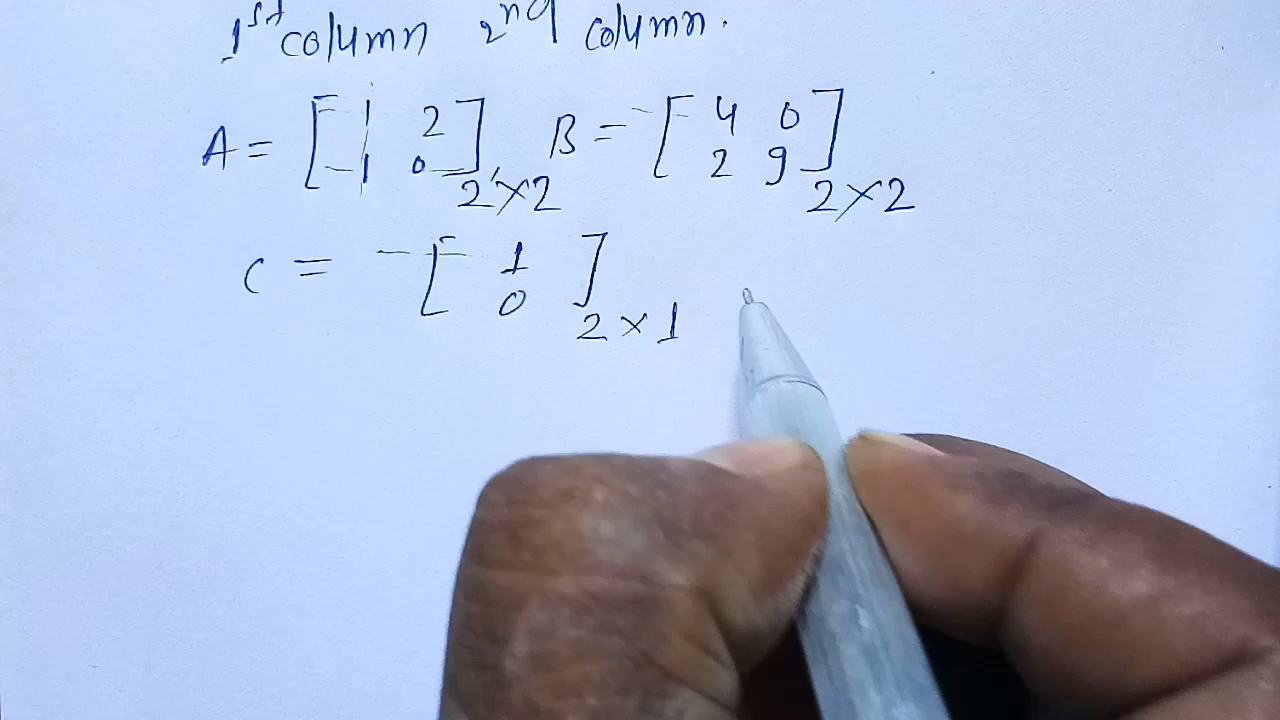 1st column 2nd column.
A = [ 1 2 ] , B = [ 4 0 ]
[ -1 0 ] 2×2 [ 2 9 ] 2×2
C = [ 1 ]
[ 0 ] 2×1